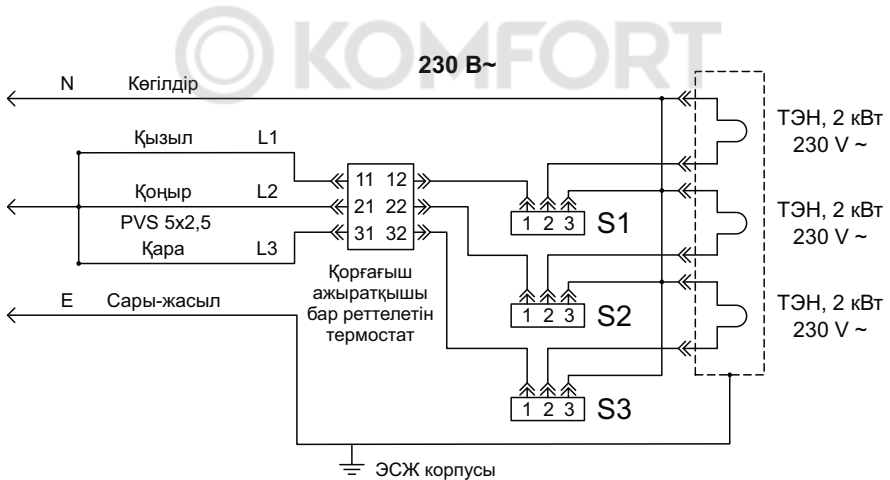 KOMFORT
230 В~
N Көгілдір
ТЭН, 2 кВт
230 V ~
Қызыл L1
11 12
Қоңыр L2
21 22
1 2 3 S1
PVS 5x2,5
31 32
ТЭН, 2 кВт
230 V ~
Қара L3
Қорғағыш
ажыратқышы
бар реттелетін
термостат
E Сары-жасыл
1 2 3 S2
ТЭН, 2 кВт
230 V ~
1 2 3 S3
ЭСЖ корпусы